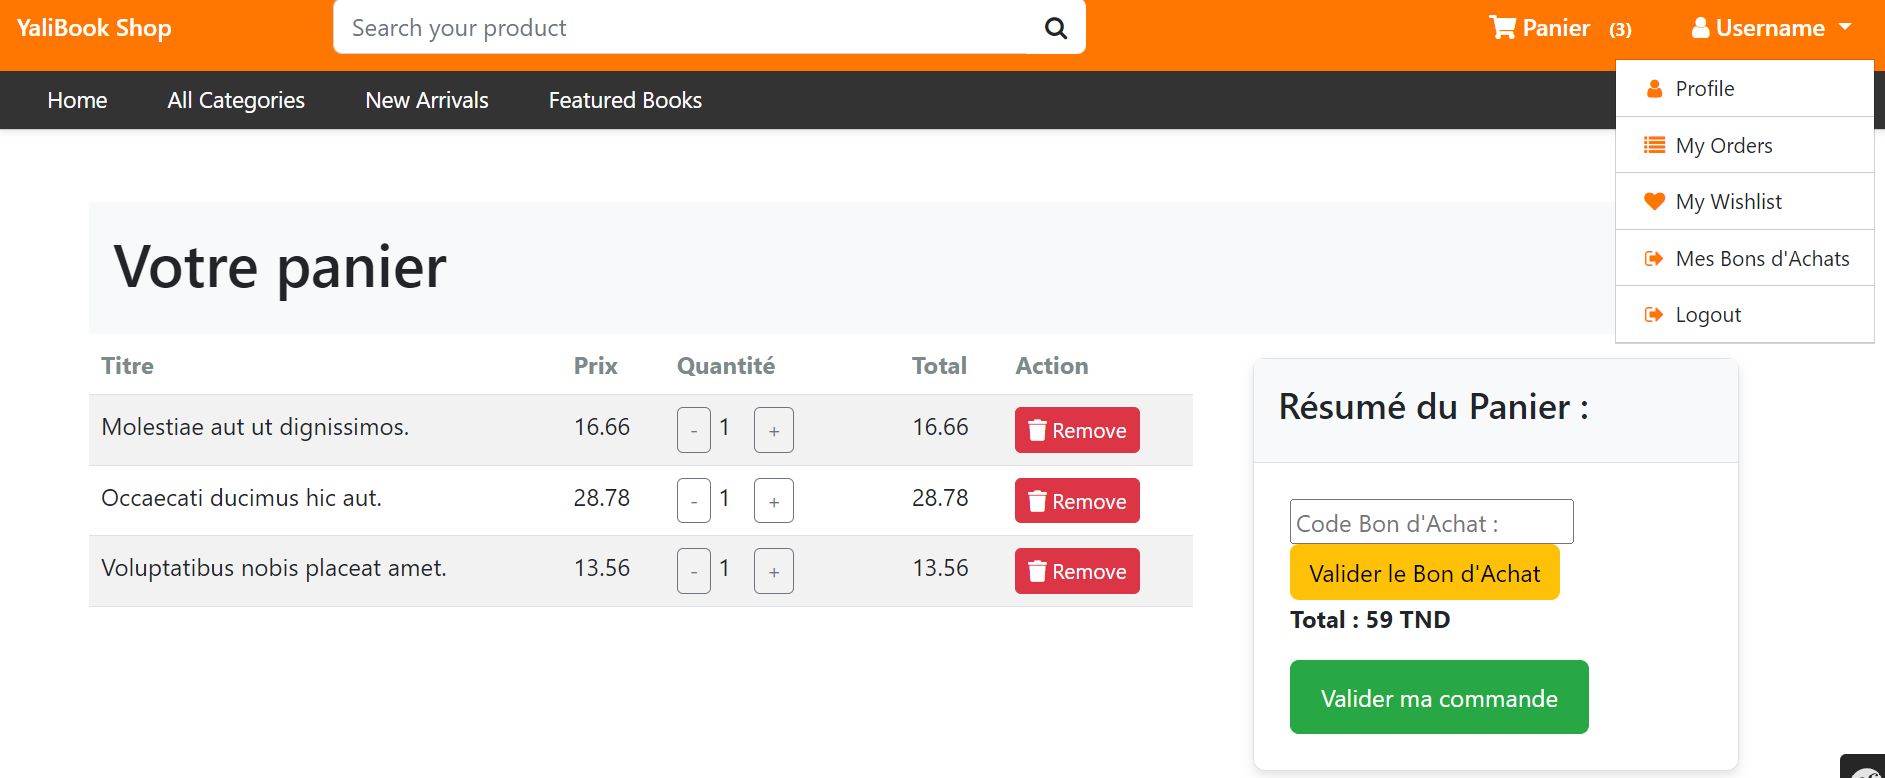 YaliBook Shop
Search your product
Panier (3)
Username
Home
All Categories
New Arrivals
Featured Books
Profile
My Orders
My Wishlist
Mes Bons d'Achats
Logout
Votre panier
Titre Prix Quantité Total Action
Molestiae aut ut dignissimos. 16.66 - 1 + 16.66 Remove
Occaecati ducimus hic aut. 28.78 - 1 + 28.78 Remove
Voluptatibus nobis placeat amet. 13.56 - 1 + 13.56 Remove
Résumé du Panier :
Code Bon d'Achat :
Valider le Bon d'Achat
Total : 59 TND
Valider ma commande